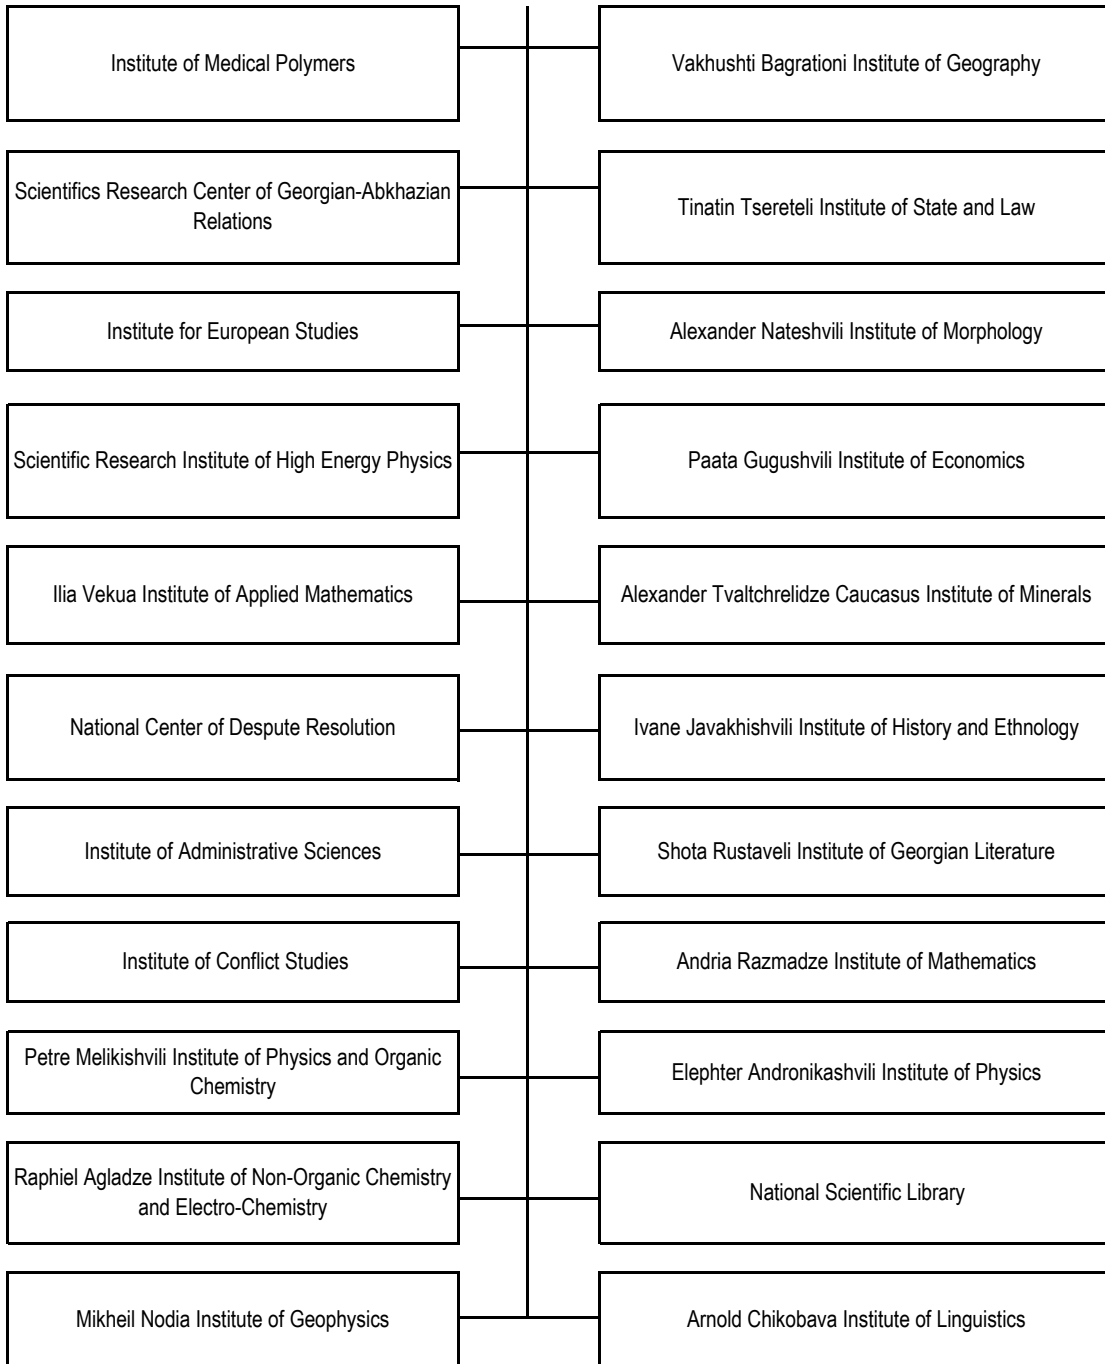 Institute of Medical Polymers
Vakhushti Bagrationi Institute of Geography
Scientifics Research Center of Georgian-Abkhazian
Relations
Tinatin Tsereteli Institute of State and Law
Institute for European Studies
Alexander Nateshvili Institute of Morphology
Scientific Research Institute of High Energy Physics
Paata Gugushvili Institute of Economics
Ilia Vekua Institute of Applied Mathematics
Alexander Tvaltchrelidze Caucasus Institute of Minerals
National Center of Despute Resolution
Ivane Javakhishvili Institute of History and Ethnology
Institute of Administrative Sciences
Shota Rustaveli Institute of Georgian Literature
Institute of Conflict Studies
Andria Razmadze Institute of Mathematics
Petre Melikishvili Institute of Physics and Organic
Chemistry
Elephter Andronikashvili Institute of Physics
Raphiel Agladze Institute of Non-Organic Chemistry
and Electro-Chemistry
National Scientific Library
Mikheil Nodia Institute of Geophysics
Arnold Chikobava Institute of Linguistics